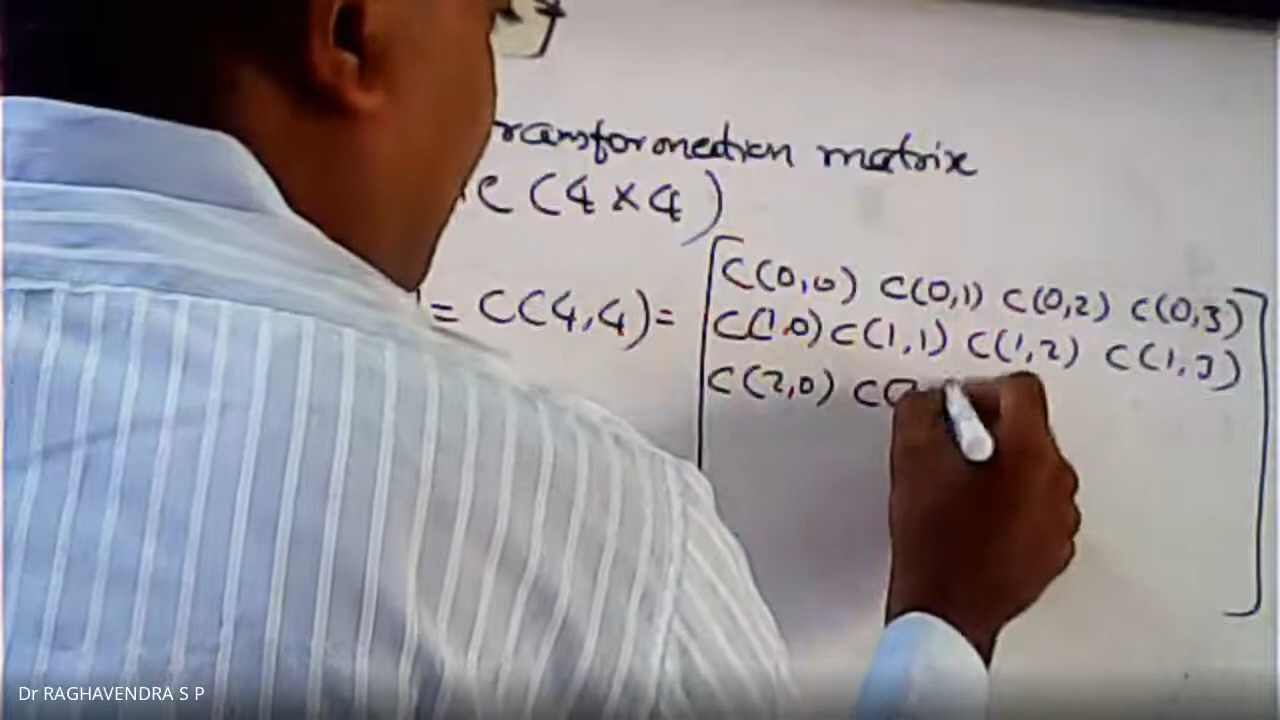 ransformation matrix
C(4×4)
= C(4,4) =
C(0,0) C(0,1) C(0,2) C(0,3)
C(1,0) C(1,1) C(1,2) C(1,3)
C(2,0) C(
Dr RAGHAVENDRA S P